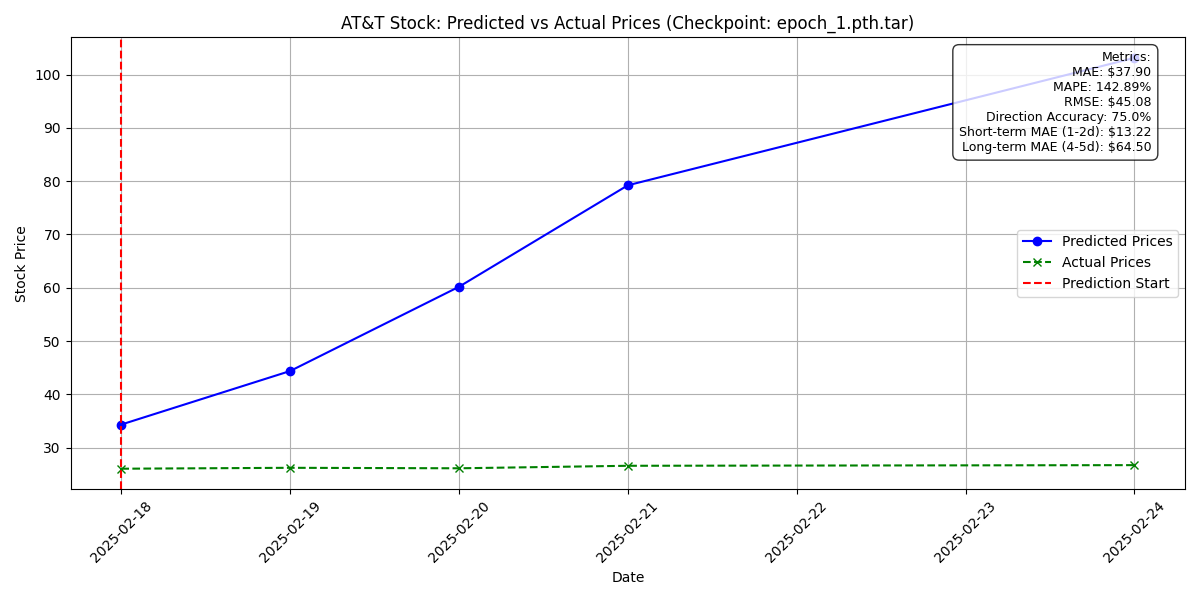 AT&T Stock: Predicted vs Actual Prices (Checkpoint: epoch_1.pth.tar)
Metrics:
MAE: $37.90
MAPE: 142.89%
RMSE: $45.08
Direction Accuracy: 75.0%
Short-term MAE (1-2d): $13.22
Long-term MAE (4-5d): $64.50
Predicted Prices
Actual Prices
Prediction Start
Stock Price
100
90
80
70
60
50
40
30
2025-02-18
2025-02-19
2025-02-20
2025-02-21
2025-02-22
2025-02-23
2025-02-24
Date